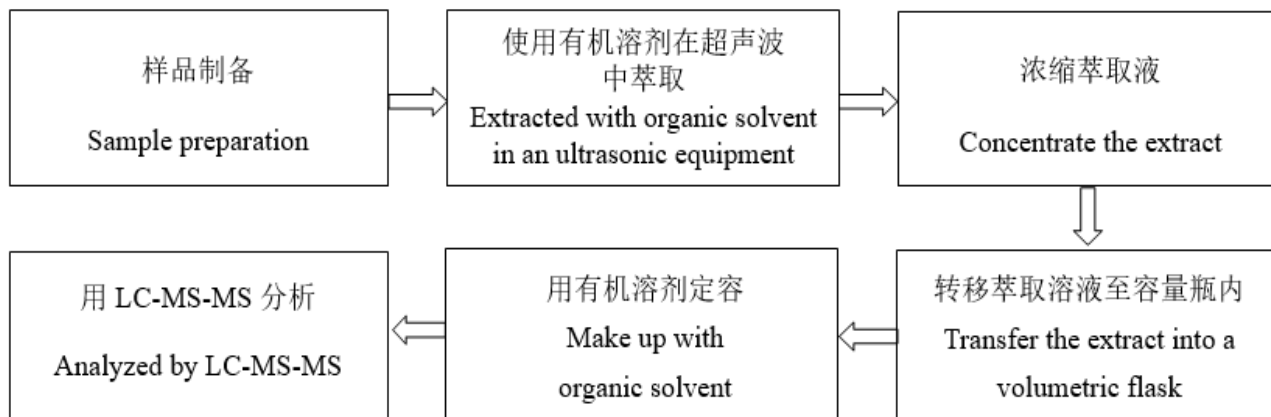 样品制备
Sample preparation
使用有机溶剂在超声波
中萃取
Extracted with organic solvent
in an ultrasonic equipment
浓缩萃取液
Concentrate the extract
转移萃取溶液至容量瓶内
Transfer the extract into a
volumetric flask
用有机溶剂定容
Make up with
organic solvent
用 LC-MS-MS 分析
Analyzed by LC-MS-MS